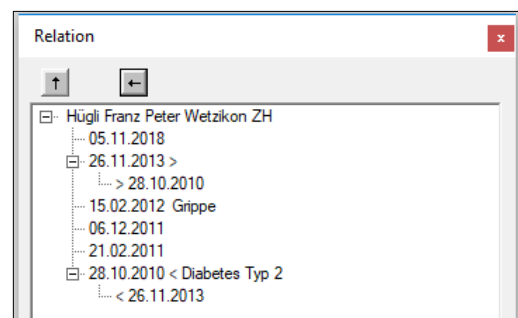 Relation
x
↑ ←
Hügli Franz Peter Wetzikon ZH
05.11.2018
26.11.2013 >
> 28.10.2010
15.02.2012 Grippe
06.12.2011
21.02.2011
28.10.2010 < Diabetes Typ 2
< 26.11.2013